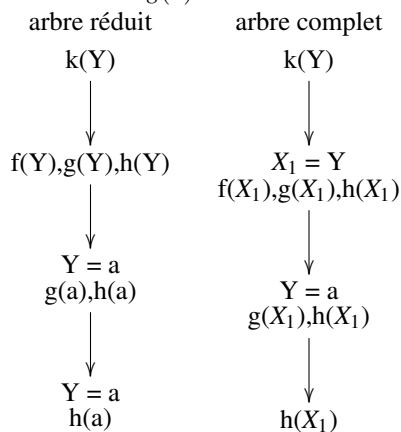 arbre réduit
k(Y)
f(Y),g(Y),h(Y)
Y = a
g(a),h(a)
Y = a
h(a)
arbre complet
k(Y)
X₁ = Y
f(X₁),g(X₁),h(X₁)
Y = a
g(X₁),h(X₁)
h(X₁)